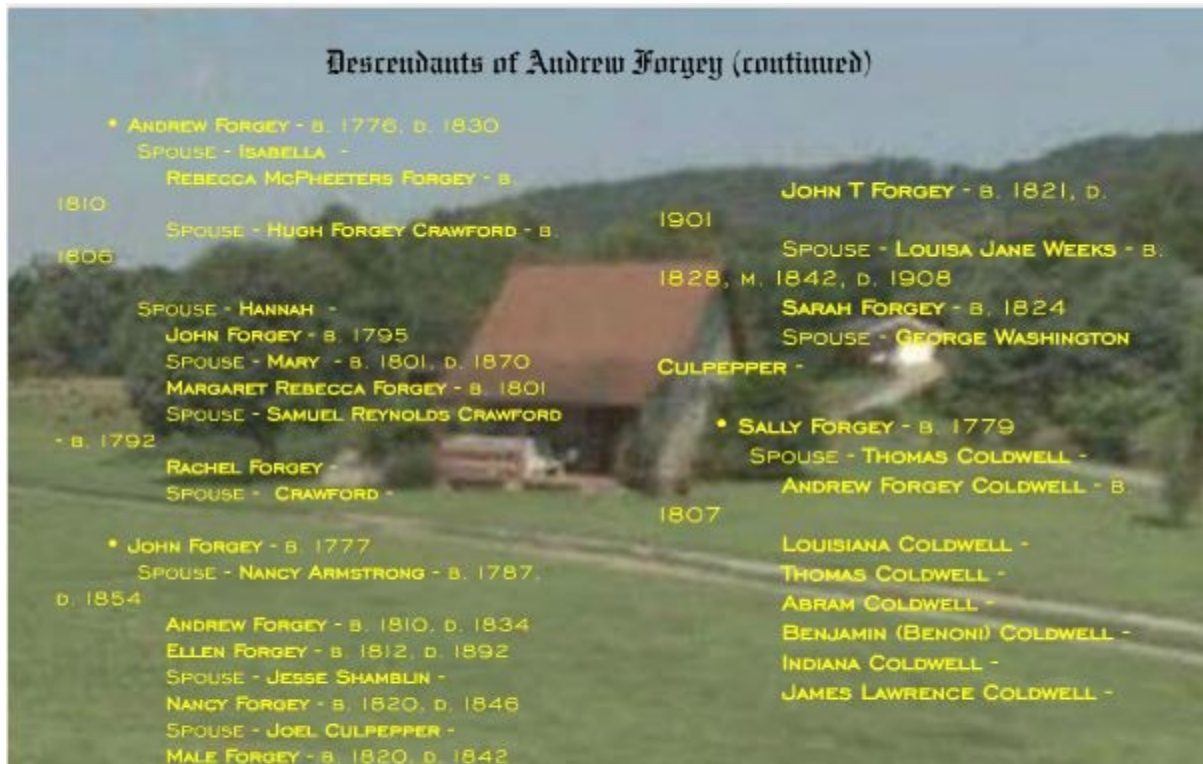 Descendants of Andrew Forgey (continued)
• Andrew Forgey - b. 1776, d. 1830
Spouse - Isabella -
Rebecca McPheeters Forgey - b.
1810
Spouse - Hugh Forgey Crawford - b.
1806
Spouse - Hannah -
John Forgey - b. 1795
Spouse - Mary - b. 1801, d. 1870
Margaret Rebecca Forgey - b. 1801
Spouse - Samuel Reynolds Crawford
- b. 1792
Rachel Forgey -
Spouse - Crawford -
• John Forgey - b. 1777
Spouse - Nancy Armstrong - b. 1787,
d. 1854
Andrew Forgey - b. 1810, d. 1834
Ellen Forgey - b. 1812, d. 1892
Spouse - Jesse Shamblin -
Nancy Forgey - b. 1820, d. 1846
Spouse - Joel Culpepper -
Male Forgey - b. 1820, d. 1842
John T Forgey - b. 1821, d.
1901
Spouse - Louisa Jane Weeks - b.
1828, m. 1842, d. 1908
Sarah Forgey - b. 1824
Spouse - George Washington
Culpepper -
• Sally Forgey - b. 1779
Spouse - Thomas Coldwell -
Andrew Forgey Coldwell - b
1807
Louisiana Coldwell -
Thomas Coldwell -
Abram Coldwell -
Benjamin (Benoni) Coldwell -
Indiana Coldwell -
James Lawrence Coldwell -